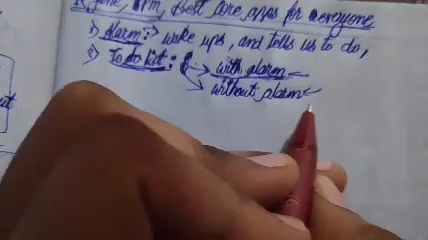 best core apps for everyone
1) Alarm :→ wake ups, and tells us to do,
2) To do list : → with alarm
→ without alarm